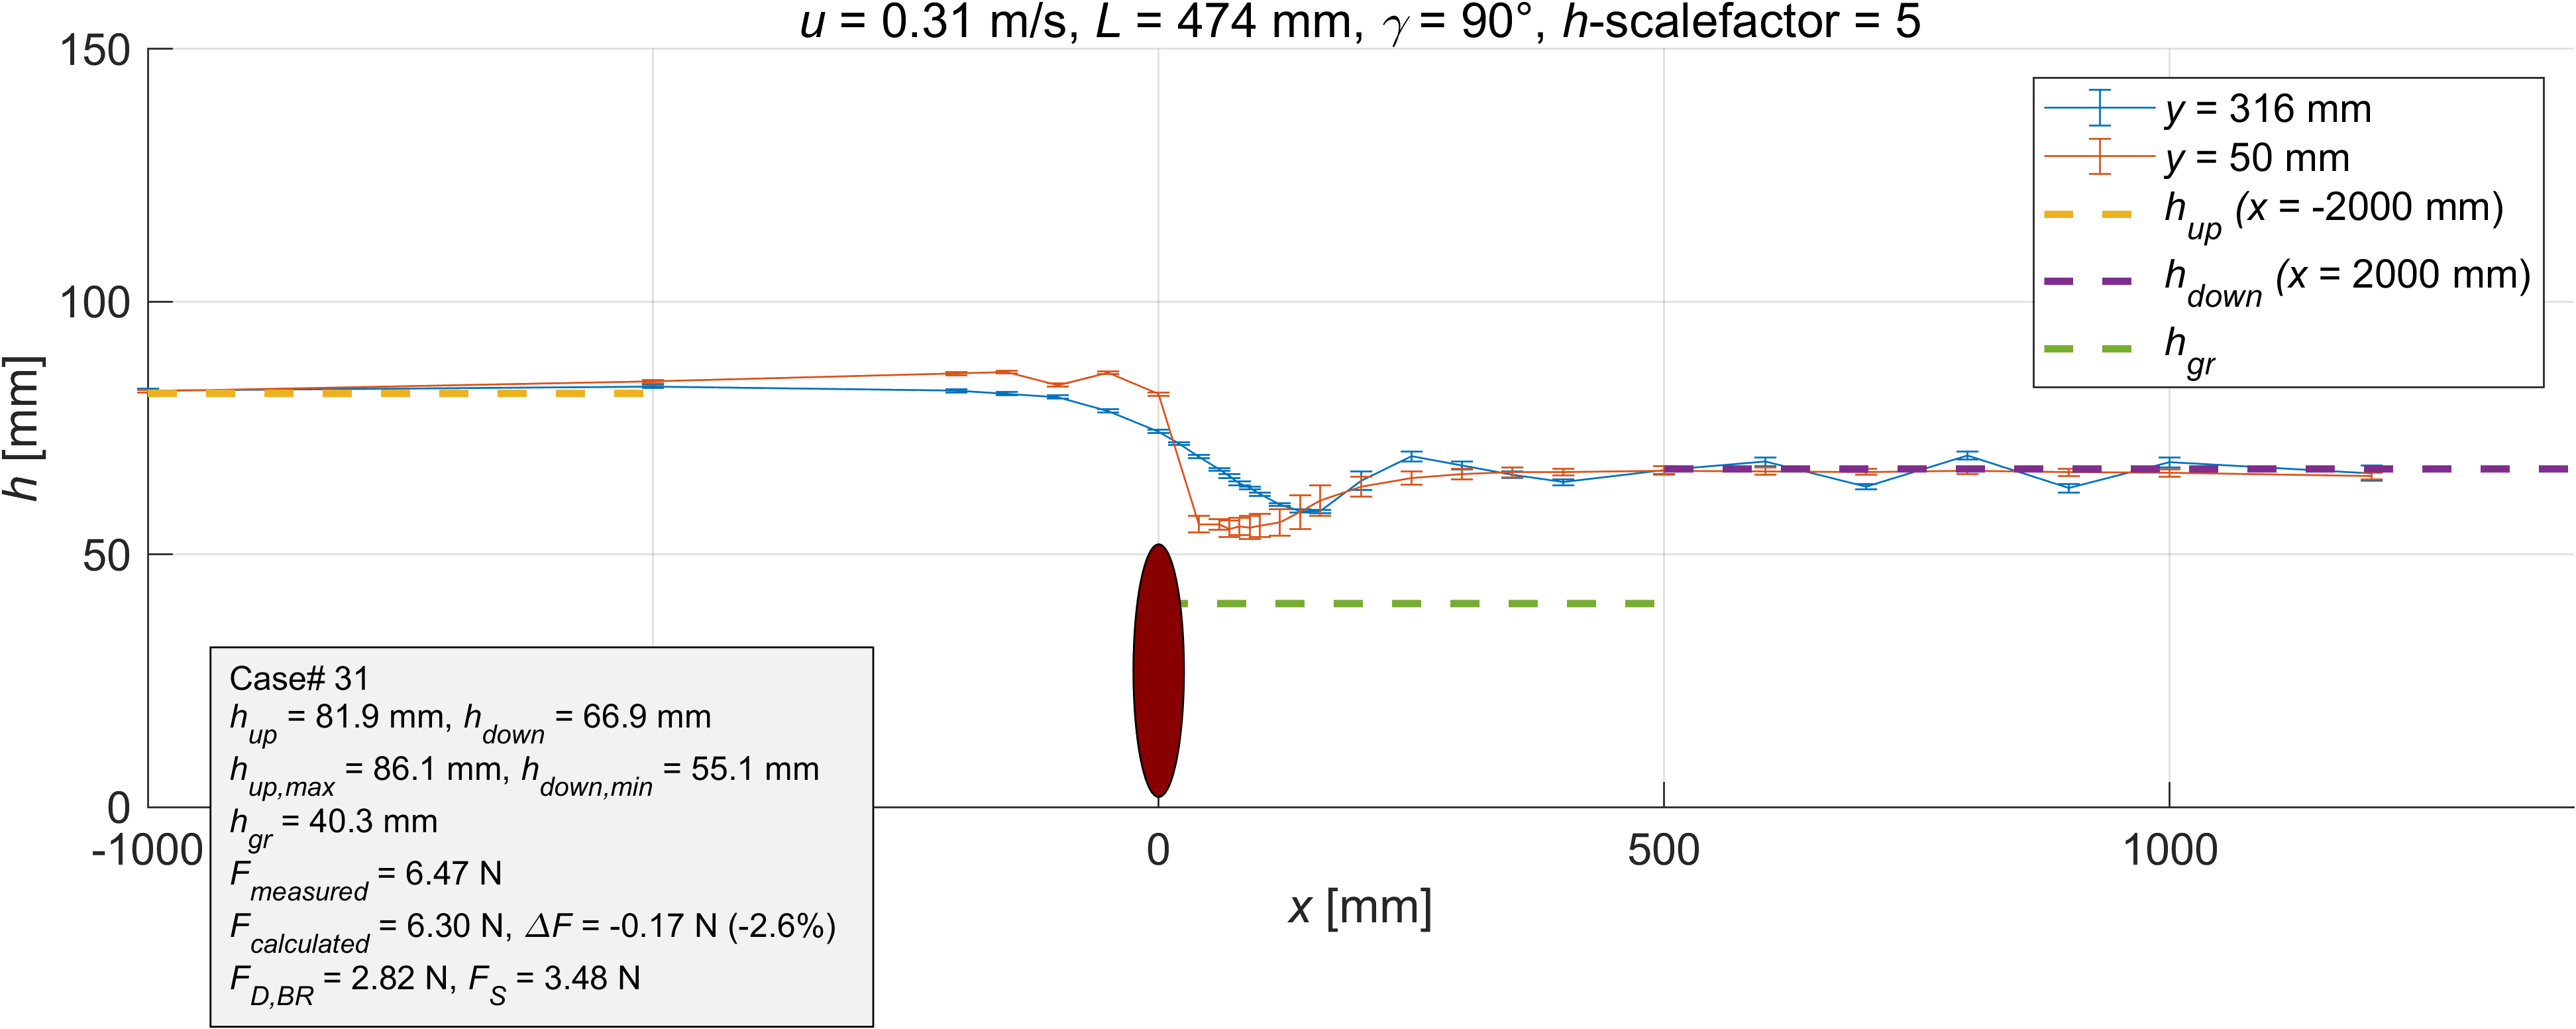 u = 0.31 m/s, L = 474 mm, γ = 90°, h-scalefactor = 5
150
100
50
0
h [mm]
-1000
0
500
1000
x [mm]
y = 316 mm
y = 50 mm
h_up (x = -2000 mm)
h_down (x = 2000 mm)
h_gr
Case# 31
h_up = 81.9 mm, h_down = 66.9 mm
h_up,max = 86.1 mm, h_down,min = 55.1 mm
h_gr = 40.3 mm
F_measured = 6.47 N
F_calculated = 6.30 N, ΔF = -0.17 N (-2.6%)
F_D,BR = 2.82 N, F_S = 3.48 N